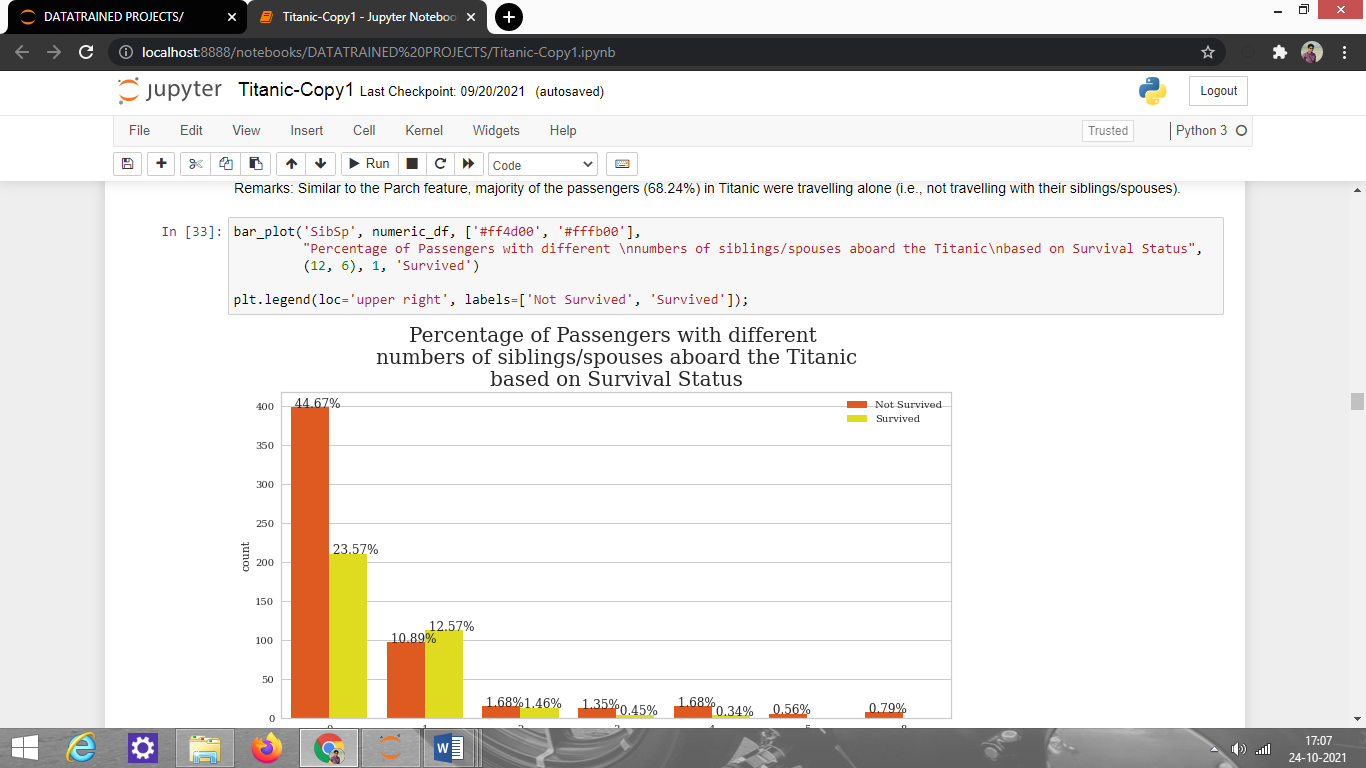 DATATRAINED PROJECTS/
Titanic-Copy1 - Jupyter Noteboo
localhost:8888/notebooks/DATATRAINED%20PROJECTS/Titanic-Copy1.ipynb
jupyter Titanic-Copy1 Last Checkpoint: 09/20/2021 (autosaved)
Logout
File Edit View Insert Cell Kernel Widgets Help
Trusted
Python 3
Run
Code
Remarks: Similar to the Parch feature, majority of the passengers (68.24%) in Titanic were travelling alone (i.e., not travelling with their siblings/spouses).
In [33]:
bar_plot('SibSp', numeric_df, ['#ff4d00', '#fffb00'],
"Percentage of Passengers with different \nnumbers of siblings/spouses aboard the Titanic\nbased on Survival Status",
(12, 6), 1, 'Survived')
plt.legend(loc='upper right', labels=['Not Survived', 'Survived']);
Percentage of Passengers with different
numbers of siblings/spouses aboard the Titanic
based on Survival Status
Not Survived
Survived
count
400
350
300
250
200
150
100
50
0
44.67%
23.57%
10.89%
12.57%
1.68%
1.46%
1.35%
0.45%
1.68%
0.34%
0.56%
0.79%
17:07
24-10-2021